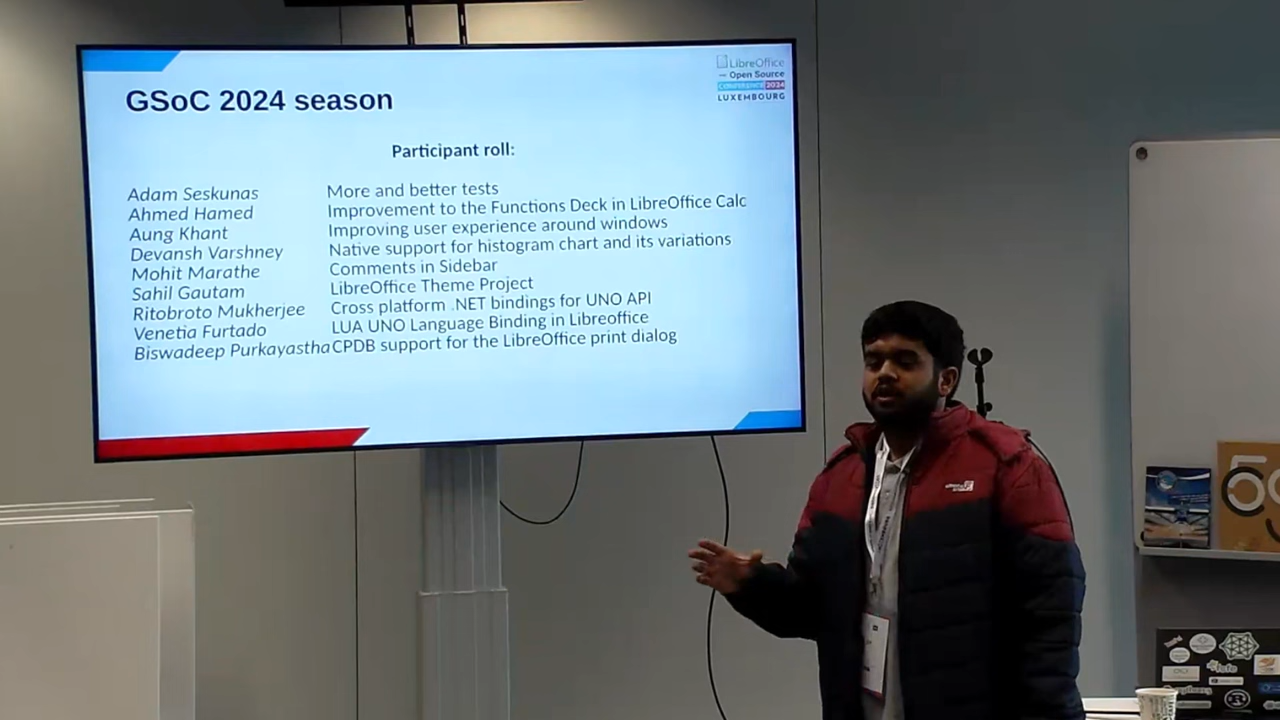 LibreOffice
— Open Source
CONFERENCE 2024
LUXEMBOURG
GSoC 2024 season
Participant roll:
Adam Seskunas More and better tests
Ahmed Hamed Improvement to the Functions Deck in LibreOffice Calc
Aung Khant Improving user experience around windows
Devansh Varshney Native support for histogram chart and its variations
Mohit Marathe Comments in Sidebar
Sahil Gautam LibreOffice Theme Project
Ritobroto Mukherjee Cross platform .NET bindings for UNO API
Venetia Furtado LUA UNO Language Binding in Libreoffice
Biswadeep Purkayastha CPDB support for the LibreOffice print dialog